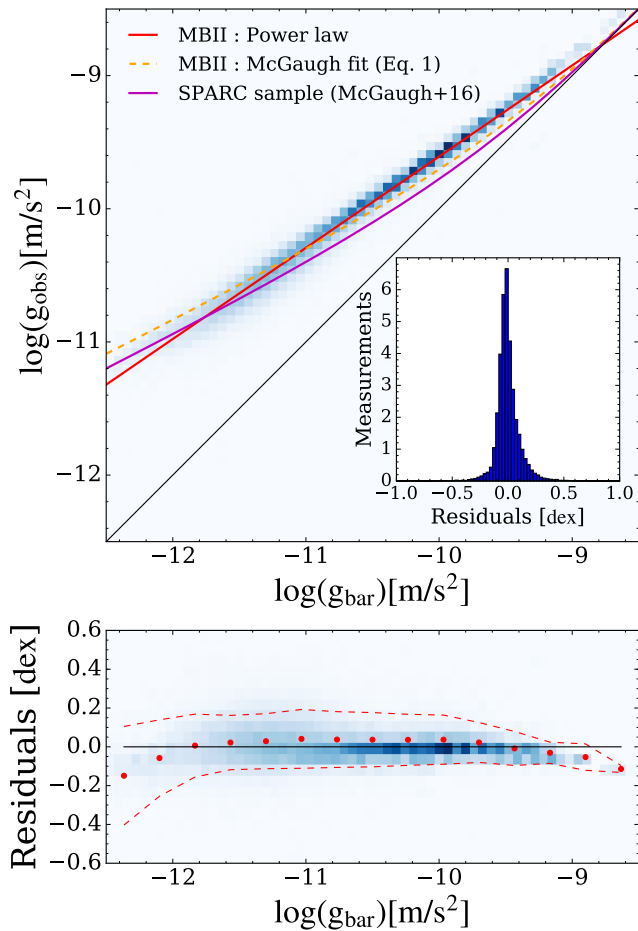 MBII : Power law
MBII : McGaugh fit (Eq. 1)
SPARC sample (McGaugh+16)
−9
−10
−11
−12
log(g_obs)[m/s²]
6
5
4
3
2
1
0
Measurements
−1.0 −0.5 0.0 0.5 1.0
Residuals [dex]
−12 −11 −10 −9
log(g_bar)[m/s²]
0.6
0.4
0.2
0.0
−0.2
−0.4
−0.6
Residuals [dex]
−12 −11 −10 −9
log(g_bar)[m/s²]